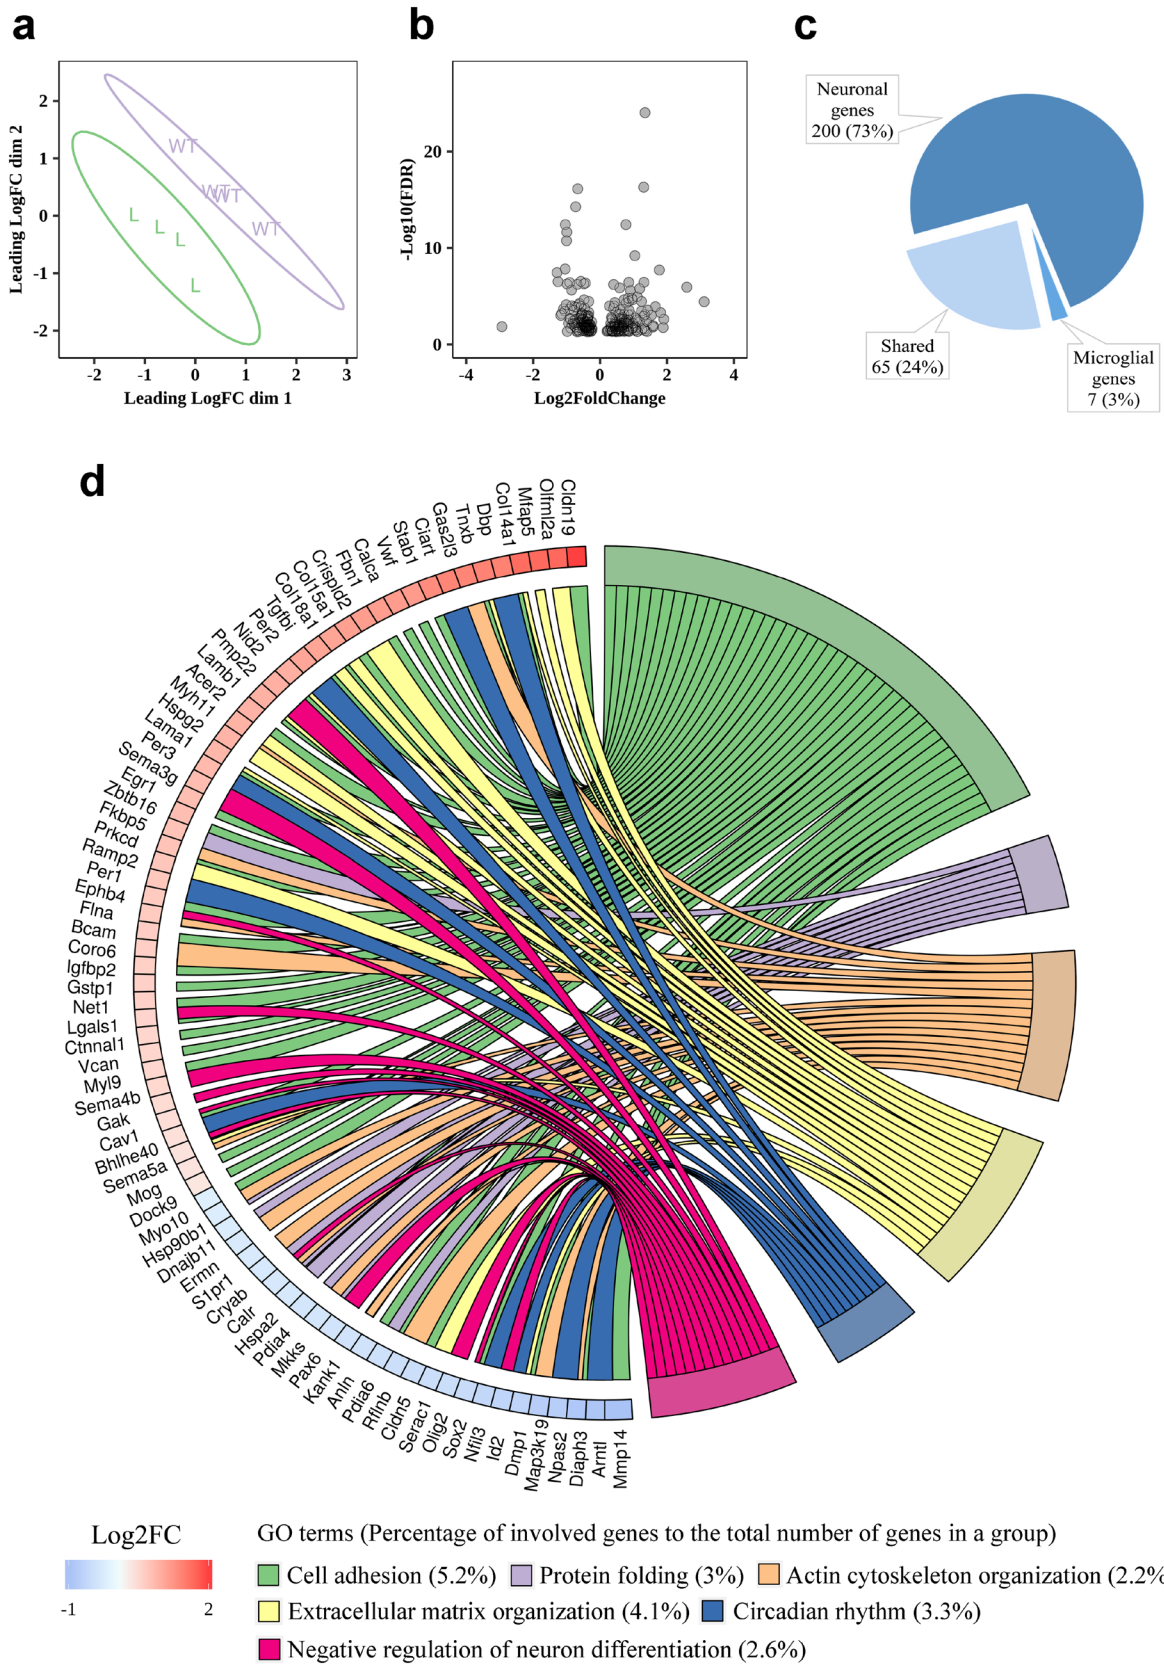 a
b
c
Leading LogFC dim 2
2
1
0
-1
-2
WT
WT
WT
WT
L
L
L
L
-2
-1
0
1
2
3
Leading LogFC dim 1
-Log10(FDR)
20
10
0
-4
-2
0
2
4
Log2FoldChange
Neuronal
genes
200 (73%)
Shared
65 (24%)
Microglial
genes
7 (3%)
d
Cldn19
Olfml2a
Mfap5
Col14a1
Dbp
Tnxb
Gas2l3
Ciart
Stab1
Vwf
Calca
Fbn1
Crispld2
Col15a1
Col18a1
Tgfbi
Per2
Nid2
Pmp22
Lamb1
Acer2
Myh11
Hspg2
Lama1
Per3
Sema3g
Egr1
Zbtb16
Fkbp5
Prkcd
Ramp2
Per1
Ephb4
Flna
Bcam
Coro6
Igfbp2
Gstp1
Net1
Lgals1
Ctnnal1
Vcan
Myl9
Sema4b
Gak
Cav1
Bhlhe40
Sema5a
Mog
Dock9
Myo10
Hsp90b1
Dnajb11
Ermn
S1pr1
Cryab
Calr
Hspa2
Pdia4
Mkks
Pax6
Kank1
Anln
Pdia6
Rflnb
Cldn5
Serac1
Olig2
Sox2
Nfil3
Id2
Dmp1
Map3k19
Npas2
Diaph3
Arntl
Mmp14
Log2FC
-1
2
GO terms (Percentage of involved genes to the total number of genes in a group)
Cell adhesion (5.2%) Protein folding (3%) Actin cytoskeleton organization (2.2%
Extracellular matrix organization (4.1%) Circadian rhythm (3.3%)
Negative regulation of neuron differentiation (2.6%)